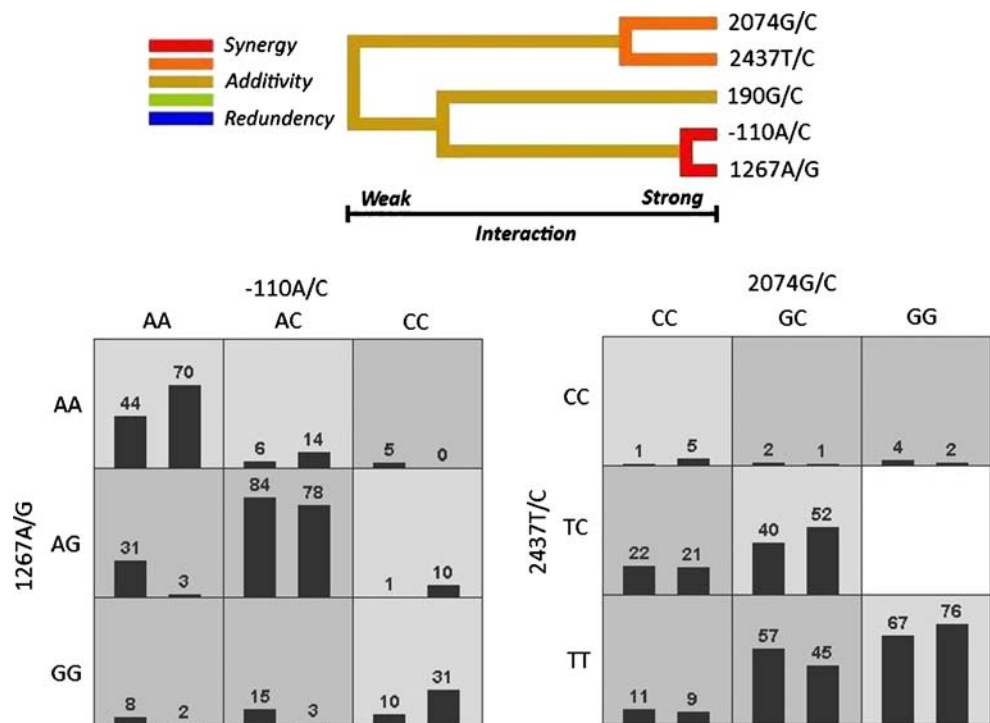 Synergy
Additivity
Redundency
2074G/C
2437T/C
190G/C
-110A/C
1267A/G
Weak Strong
Interaction
-110A/C
AA AC CC
1267A/G
AA
44 70 6 14 5 0
AG
31 3 84 78 1 10
GG
8 2 15 3 10 31
2074G/C
CC GC GG
2437T/C
CC
1 5 2 1 4 2
TC
22 21 40 52
TT
11 9 57 45 67 76